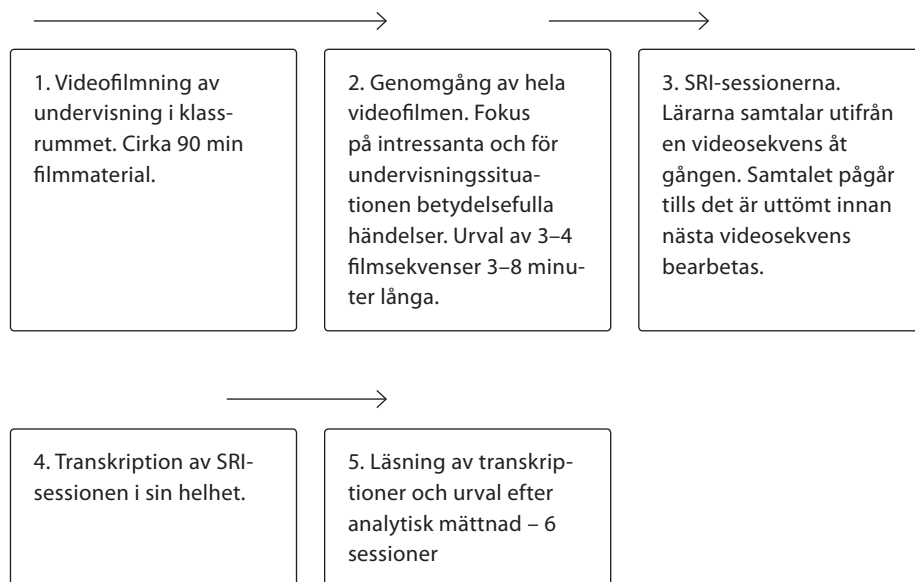 1. Videofilmning av
undervisning i klass-
rummet. Cirka 90 min
filmmaterial.
2. Genomgång av hela
videofilmen. Fokus
på intressanta och för
undervisningssitua-
tionen betydelsefulla
händelser. Urval av 3–4
filmsekvenser 3–8 minu-
ter långa.
3. SRI-sessionerna.
Lärarna samtalar utifrån
en videosekvens åt
gången. Samtalet pågår
tills det är uttömt innan
nästa videosekvens
bearbetas.
4. Transkription av SRI-
sessionen i sin helhet.
5. Läsning av transkrip-
tioner och urval efter
analytisk mättnad – 6
sessioner